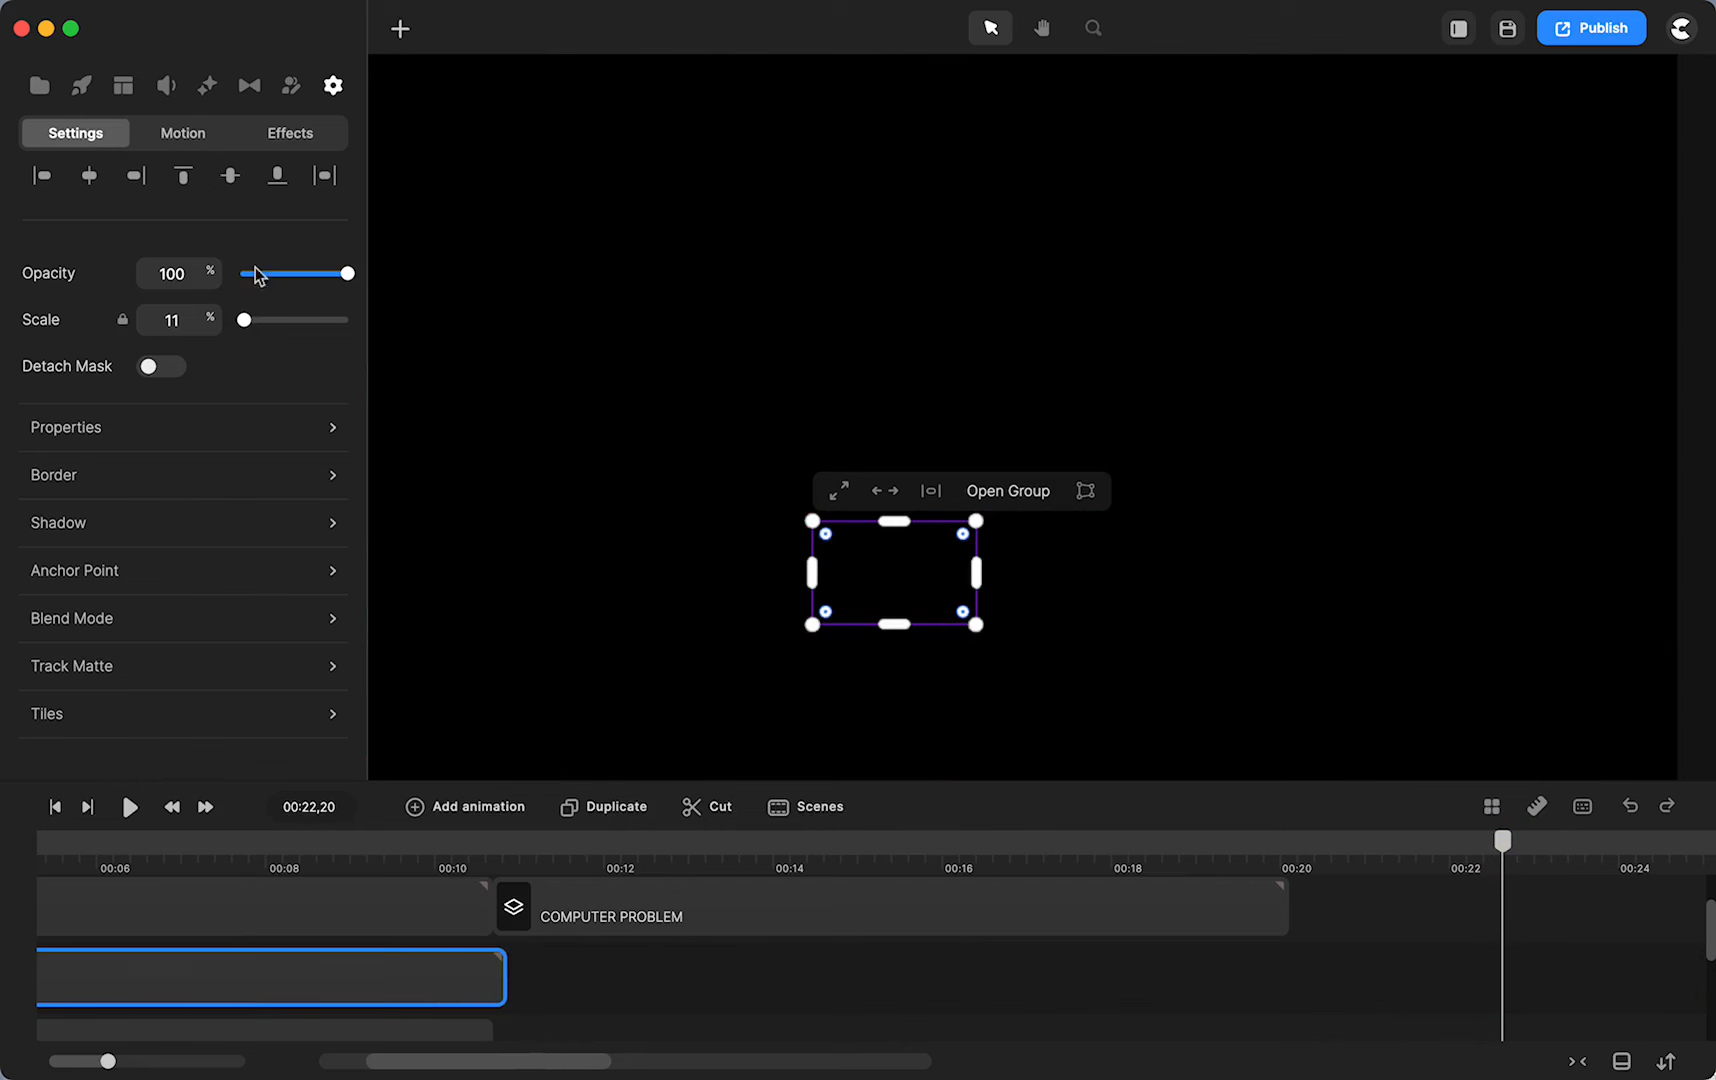 Publish
Settings Motion Effects
Opacity 100 %
Scale 11 %
Detach Mask
Properties
Border
Shadow
Anchor Point
Blend Mode
Track Matte
Tiles
Open Group
00:22,20 Add animation Duplicate Cut Scenes
00:06 00:08 00:10 00:12 00:14 00:16 00:18 00:20 00:22 00:24
COMPUTER PROBLEM